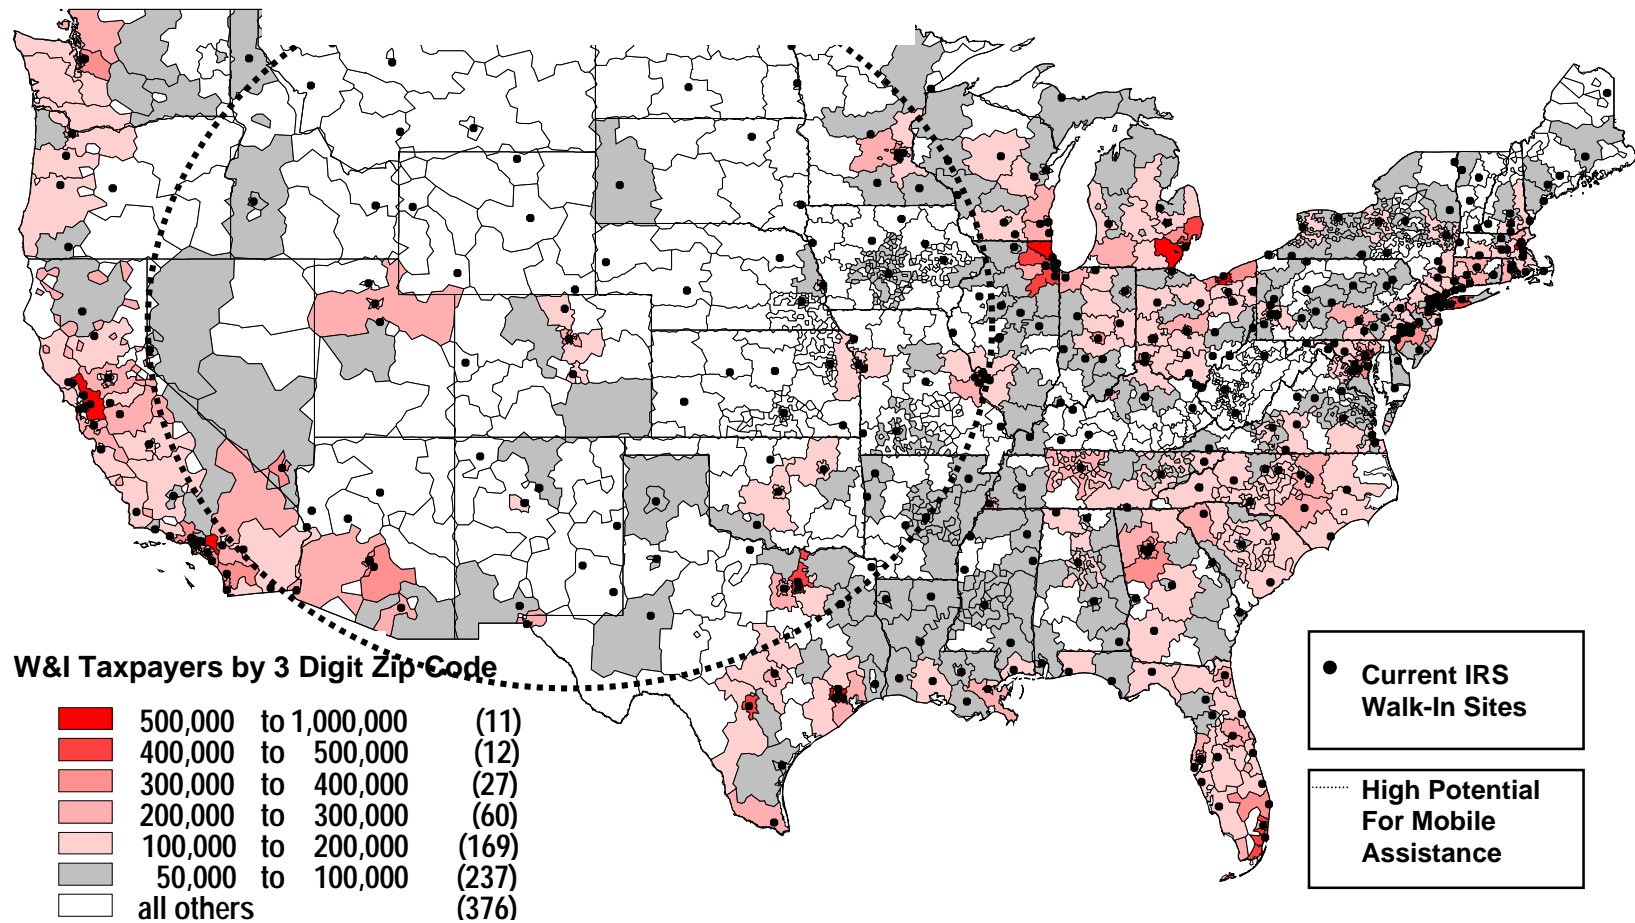 W&I Taxpayers by 3 Digit Zip Code
500,000 to 1,000,000 (11)
400,000 to 500,000 (12)
300,000 to 400,000 (27)
200,000 to 300,000 (60)
100,000 to 200,000 (169)
50,000 to 100,000 (237)
all others (376)
Current IRS
Walk-In Sites
High Potential
For Mobile
Assistance